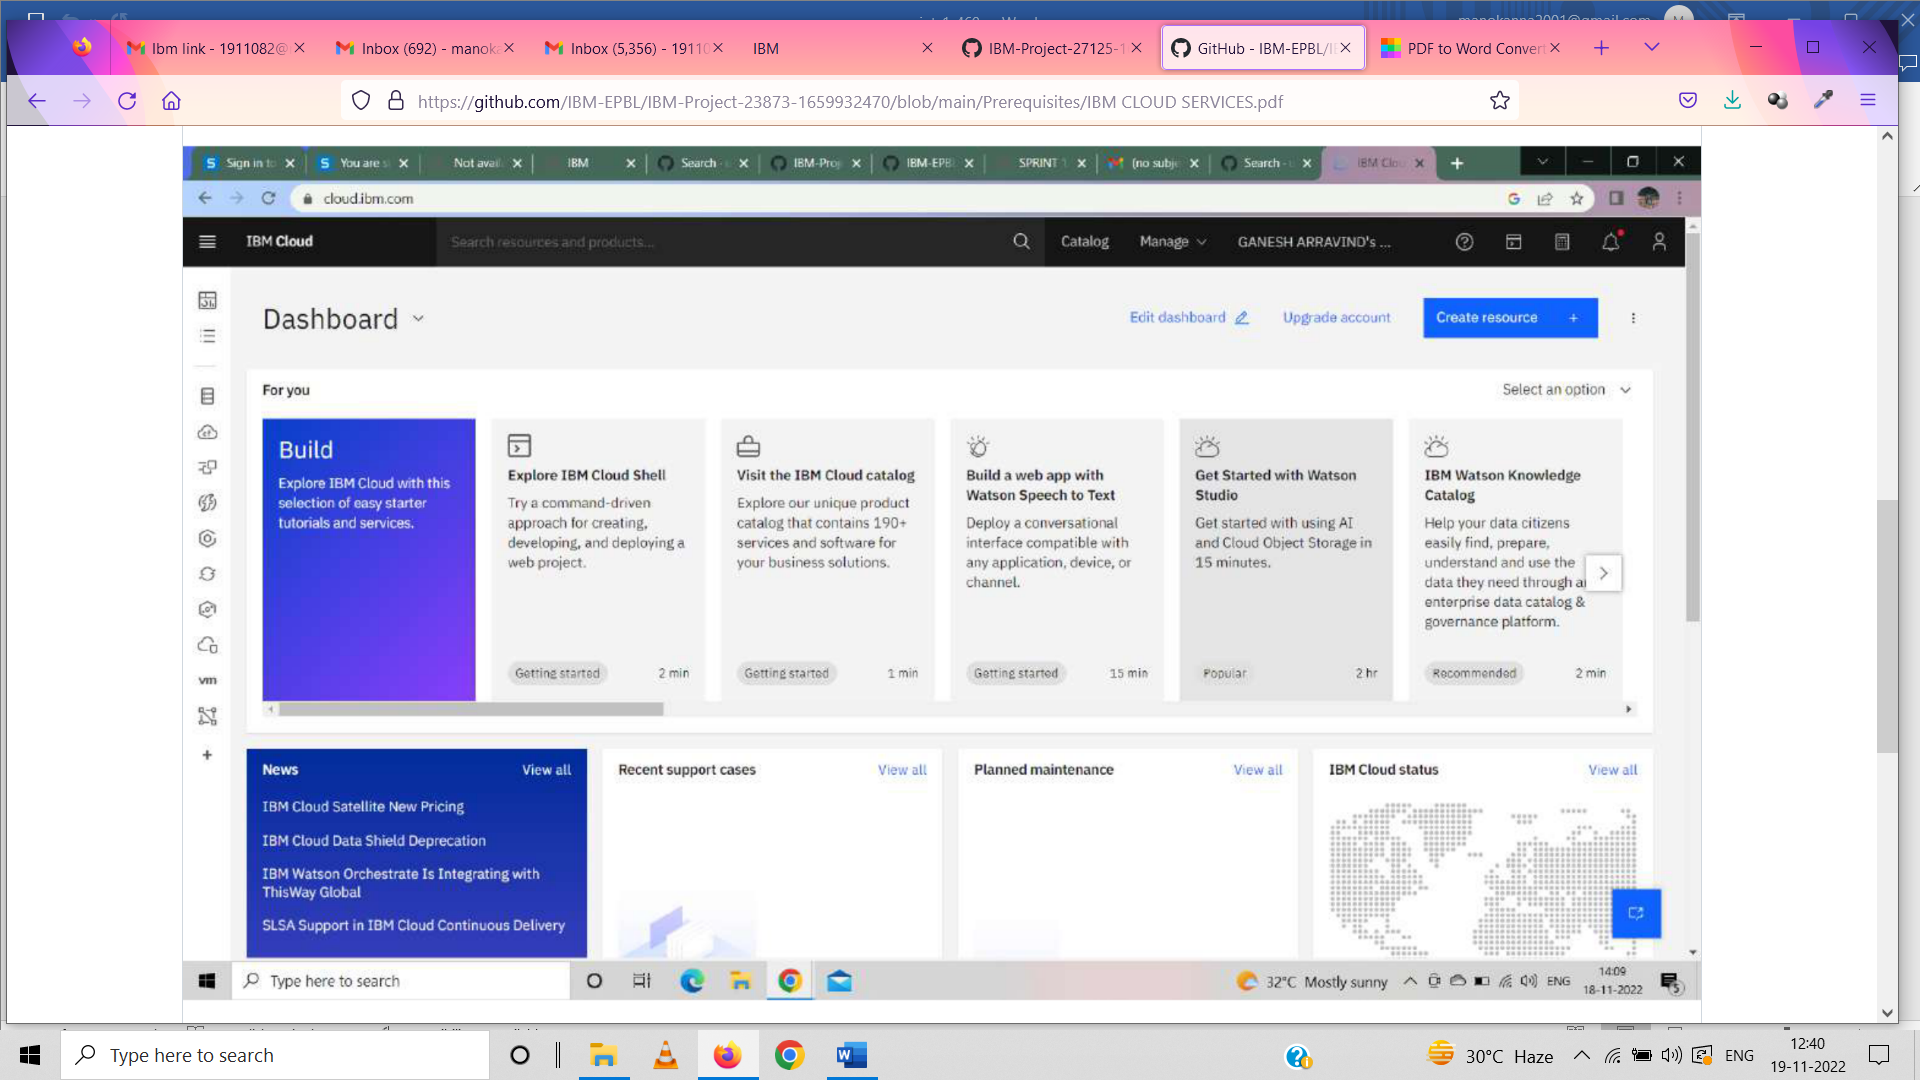 Ibm link - 1911082@
Inbox (692) - manoka
Inbox (5,356) - 19110
IBM
IBM-Project-27125-1
GitHub - IBM-EPBL/IB
PDF to Word Convert
https://github.com/IBM-EPBL/IBM-Project-23873-1659932470/blob/main/Prerequisites/IBM CLOUD SERVICES.pdf
Sign in to
You are s
Not avail
IBM
Search -
IBM-Proj
IBM-EPBL
SPRINT 1
(no subje
Search -
IBM Clou
cloud.ibm.com
IBM Cloud
Search resources and products...
Catalog
Manage
GANESH ARRAVIND's ...
Dashboard
Edit dashboard
Upgrade account
Create resource +
For you
Select an option
Build
Explore IBM Cloud with this
selection of easy starter
tutorials and services.
Explore IBM Cloud Shell
Try a command-driven
approach for creating,
developing, and deploying a
web project.
Getting started
2 min
Visit the IBM Cloud catalog
Explore our unique product
catalog that contains 190+
services and software for
your business solutions.
Getting started
1 min
Build a web app with
Watson Speech to Text
Deploy a conversational
interface compatible with
any application, device, or
channel.
Getting started
15 min
Get Started with Watson
Studio
Get started with using AI
and Cloud Object Storage in
15 minutes.
Popular
2 hr
IBM Watson Knowledge
Catalog
Help your data citizens
easily find, prepare,
understand and use the
data they need through a
enterprise data catalog &
governance platform.
Recommended
2 min
vm
News
View all
IBM Cloud Satellite New Pricing
IBM Cloud Data Shield Deprecation
IBM Watson Orchestrate Is Integrating with
ThisWay Global
SLSA Support in IBM Cloud Continuous Delivery
Recent support cases
View all
Planned maintenance
View all
IBM Cloud status
View all
Type here to search
32°C Mostly sunny
ENG
14:09
18-11-2022
5
Type here to search
30°C Haze
ENG
12:40
19-11-2022